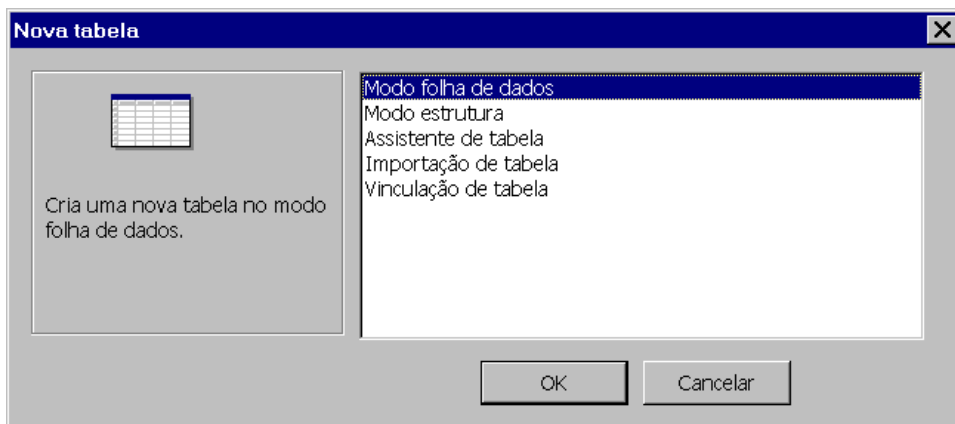 Nova tabela
Cria uma nova tabela no modo
folha de dados.
Modo folha de dados
Modo estrutura
Assistente de tabela
Importação de tabela
Vinculação de tabela
OK
Cancelar